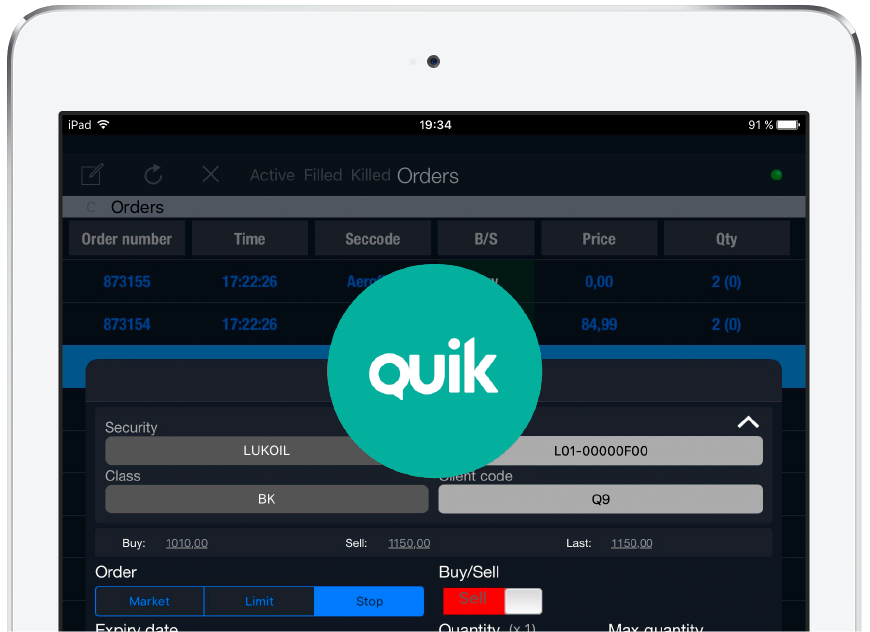 iPad 19:34 91 %
Active Filled Killed Orders
C Orders
Order number Time Seccode B/S Price Qty
873155 17:22:26 0,00 2 (0)
873154 17:22:26 84,99 2 (0)
quik
Security
LUKOIL L01-00000F00
Class Client code
BK Q9
Buy: 1010,00 Sell: 1150,00 Last: 1150,00
Order Buy/Sell
Market Limit Stop Sell
Expiry date Quantity (x 1) Max quantity